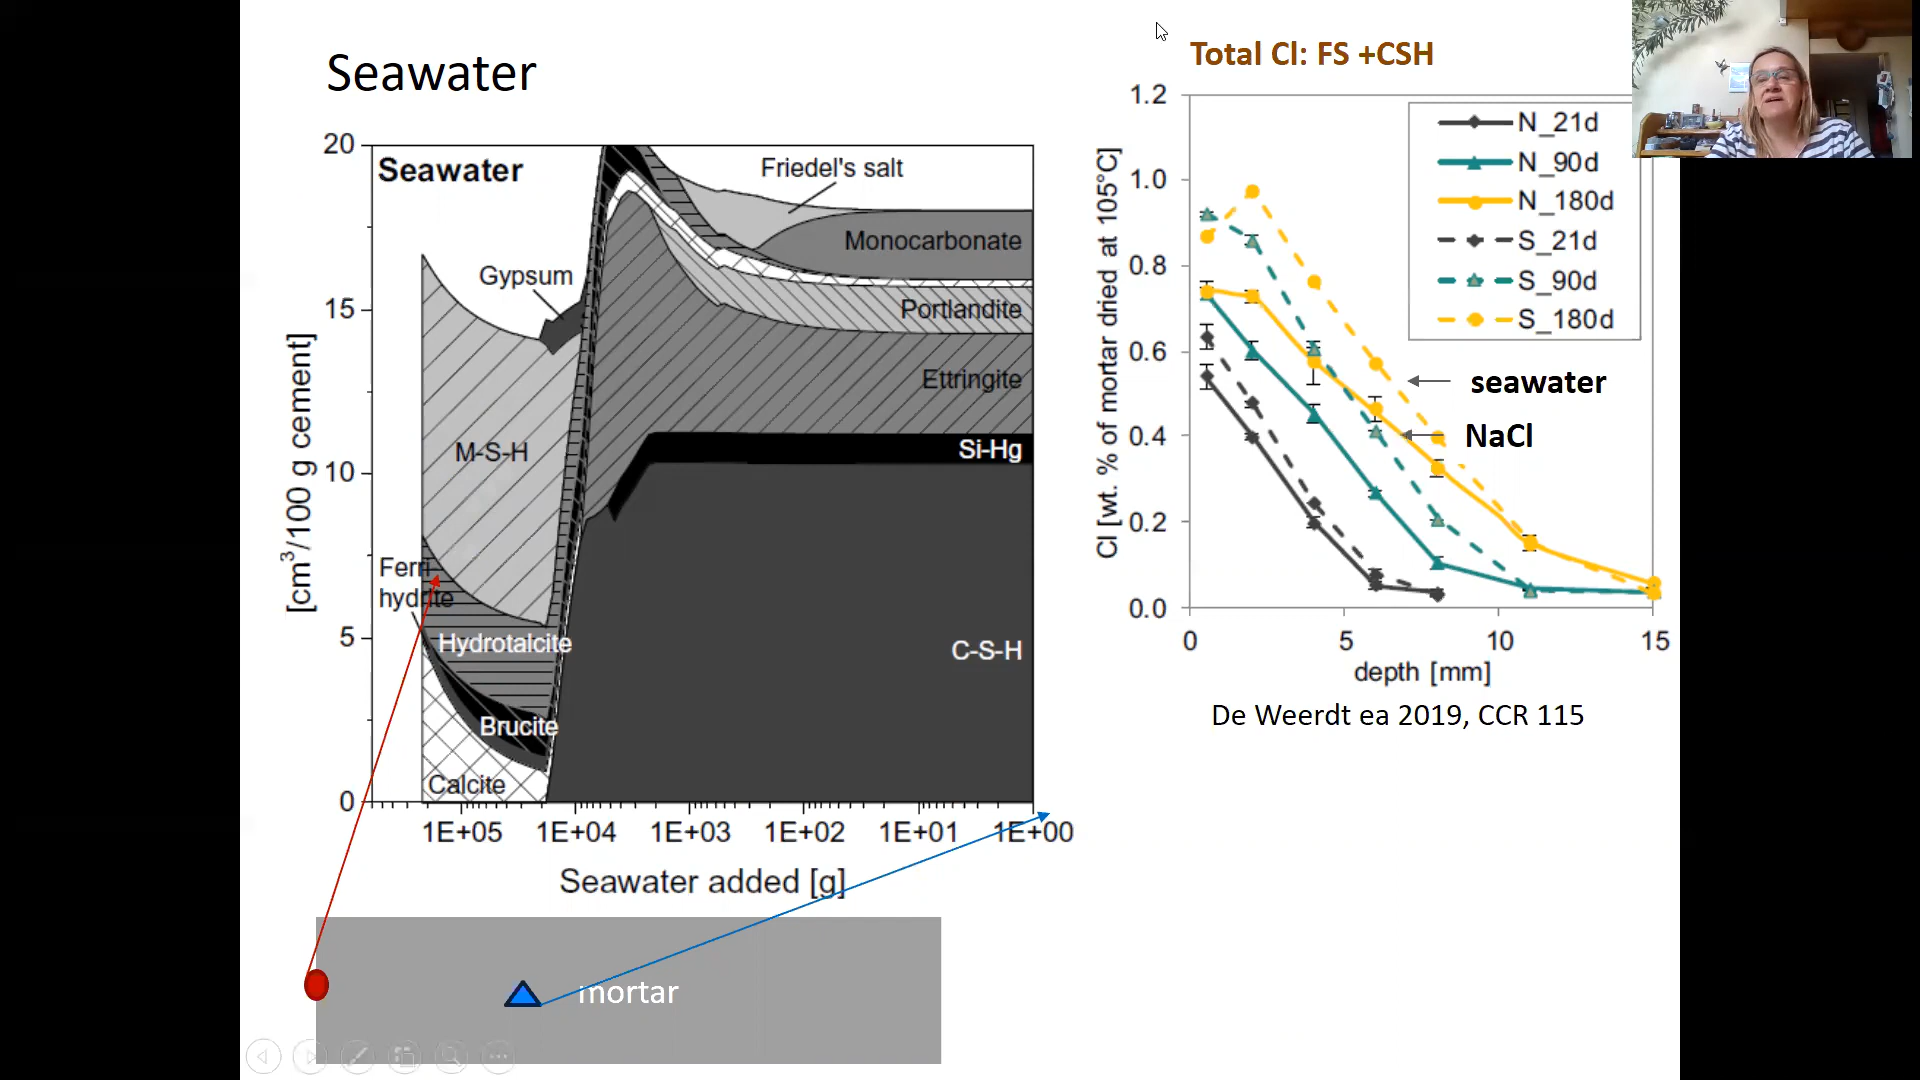 Seawater
Total Cl: FS +CSH
20
15
10
5
0
[cm³/100 g cement]
Seawater
Friedel's salt
Monocarbonate
Gypsum
Portlandite
Ettringite
M-S-H
Si-Hg
Ferri
hydrite
Hydrotalcite
C-S-H
Brucite
Calcite
1E+05 1E+04 1E+03 1E+02 1E+01 1E+00
Seawater added [g]
mortar
1.2
1.0
0.8
0.6
0.4
0.2
0.0
Cl [wt. % of mortar dried at 105°C]
N_21d
N_90d
N_180d
S_21d
S_90d
S_180d
seawater
NaCl
0 5 10 15
depth [mm]
De Weerdt ea 2019, CCR 115